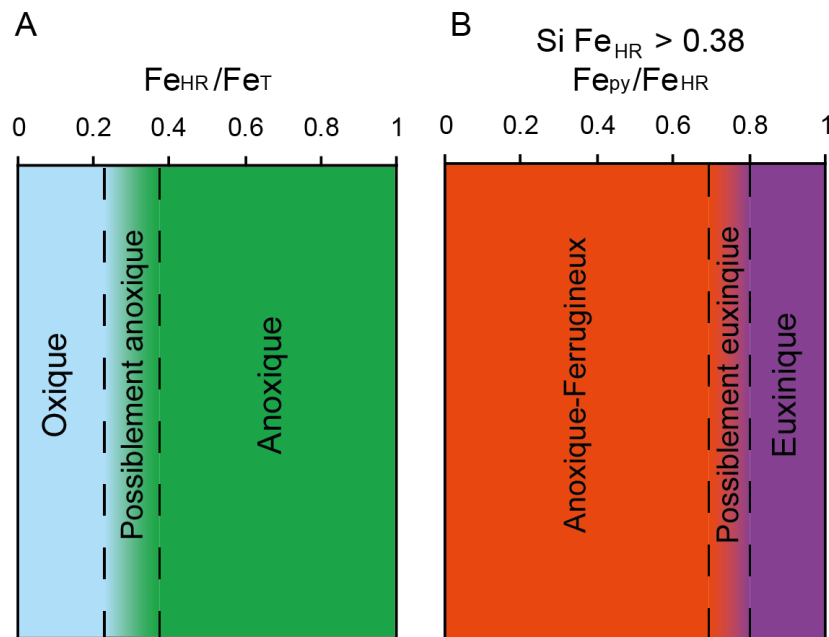 A
FeHR/FeT
0 0.2 0.4 0.6 0.8 1
Oxique
Possiblement anoxique
Anoxique
B
Si FeHR > 0.38
Fepy/FeHR
0 0.2 0.4 0.6 0.8 1
Anoxique-Ferrugineux
Possiblement euxinqiue
Euxinique